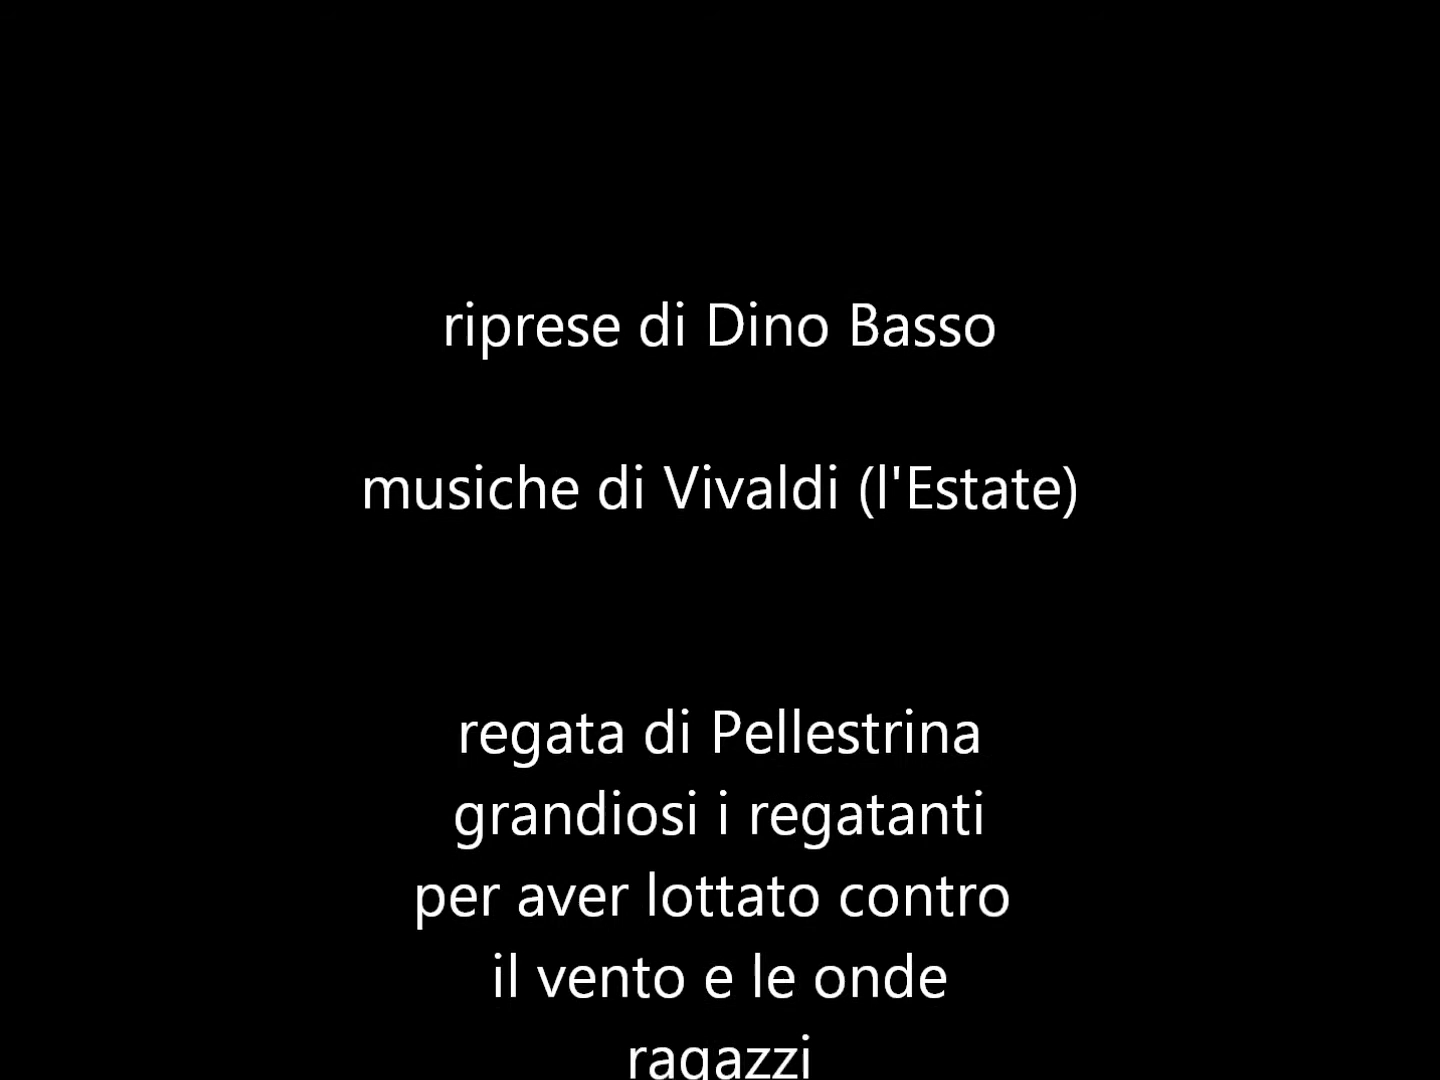 riprese di Dino Basso
musiche di Vivaldi (l'Estate)
regata di Pellestrina
grandiosi i regatanti
per aver lottato contro
il vento e le onde
ragazzi